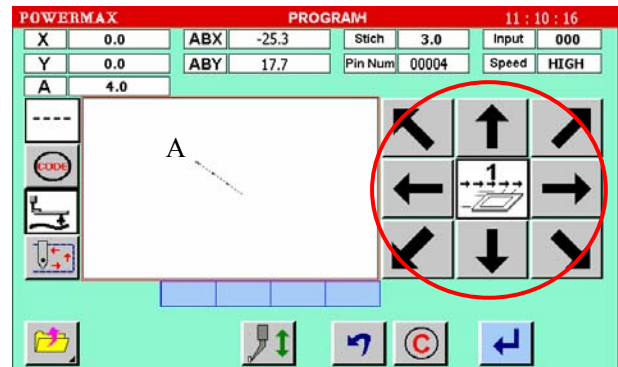 POWERMAX PROGRAM 11 : 10 : 16
X 0.0 ABX -25.3 Stich 3.0 Input 000
Y 0.0 ABY 17.7 Pin Num 00004 Speed HIGH
A 4.0
A
CODE
1
C